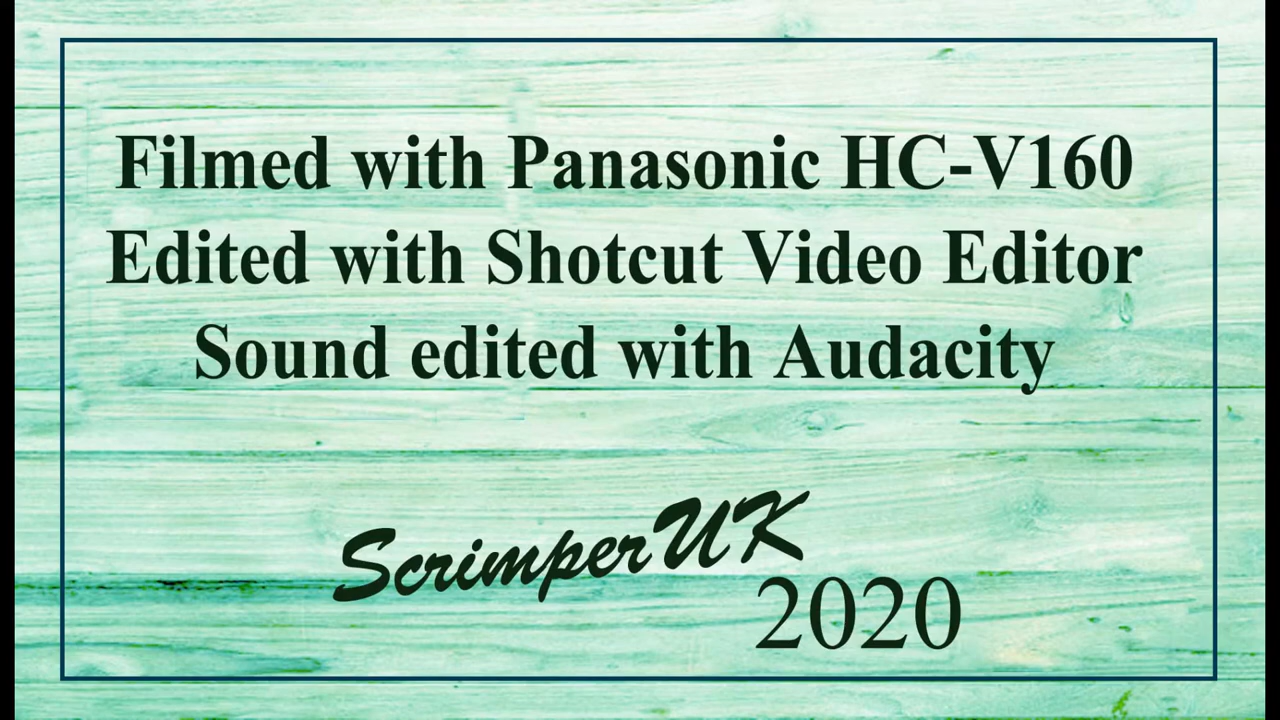 Filmed with Panasonic HC-V160
Edited with Shotcut Video Editor
Sound edited with Audacity
ScrimperUK
2020